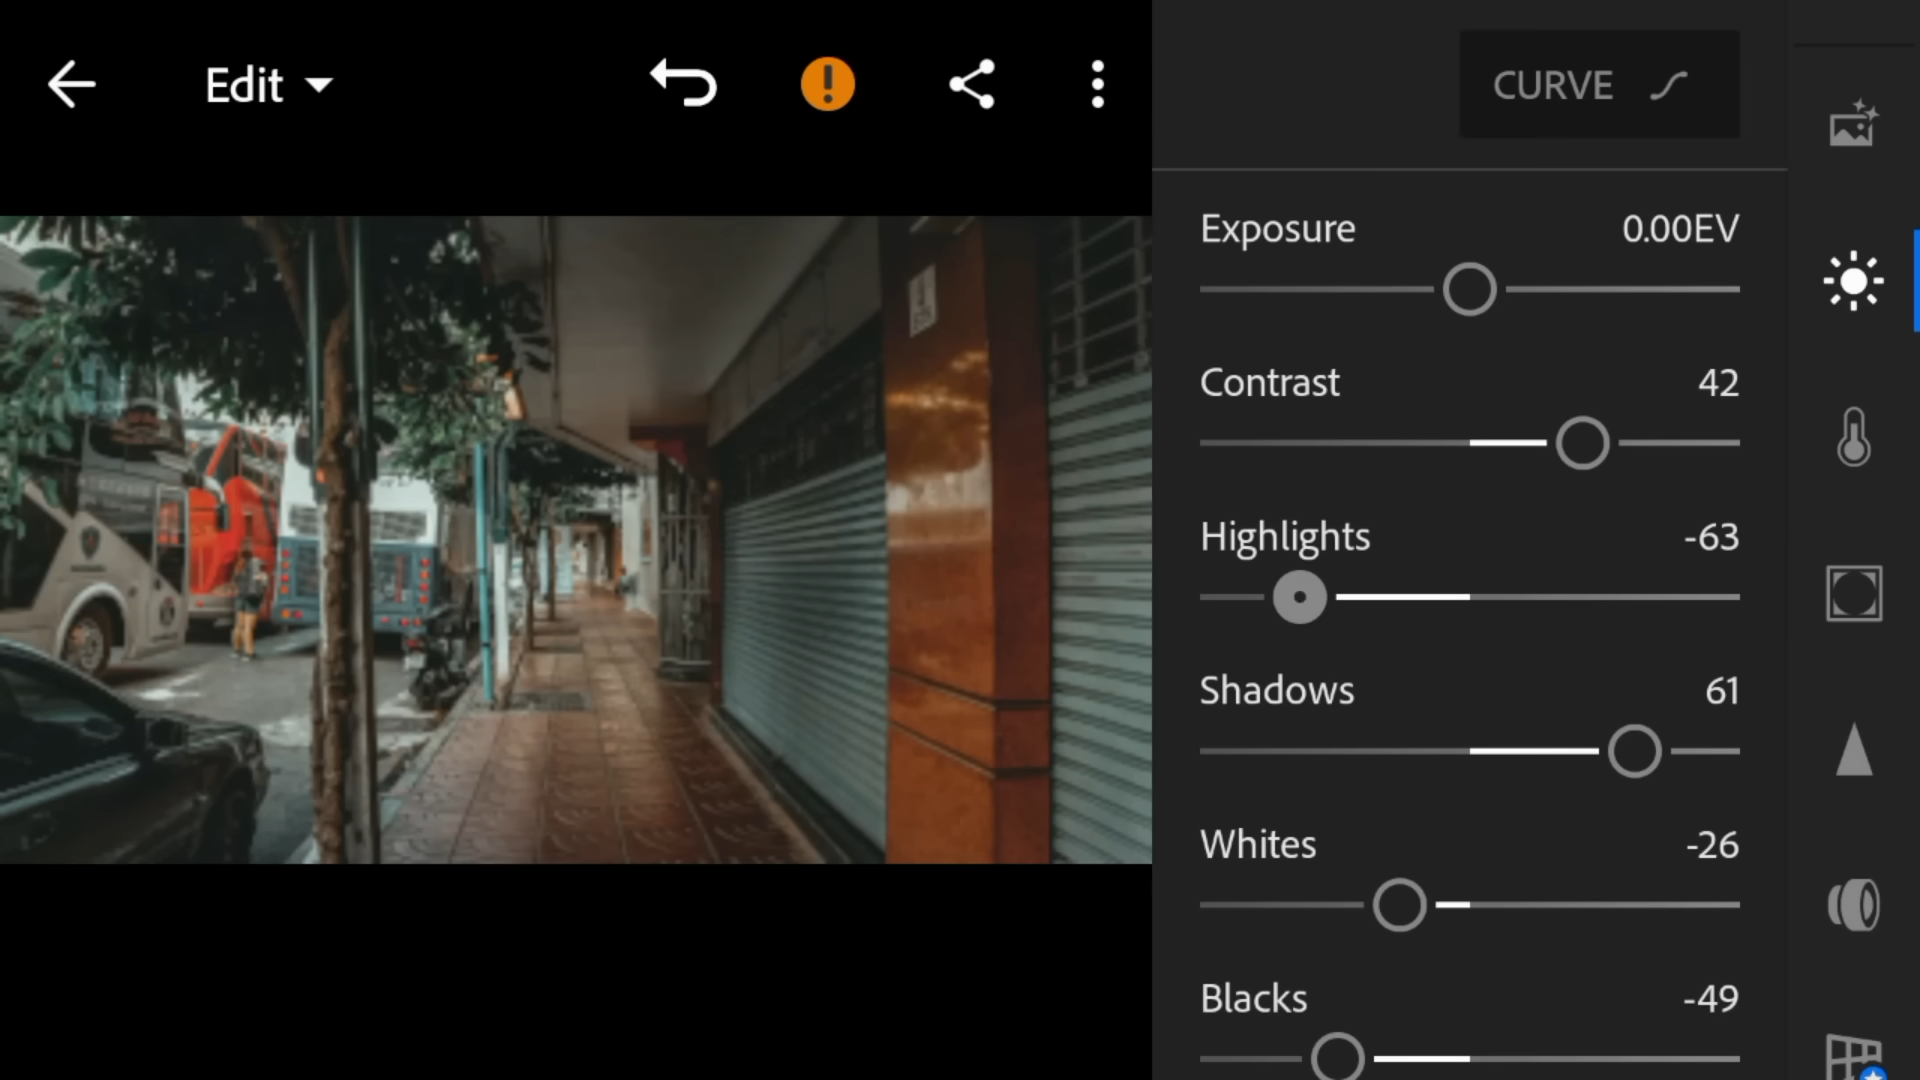 Edit
CURVE
Exposure 0.00EV
Contrast 42
Highlights -63
Shadows 61
Whites -26
Blacks -49